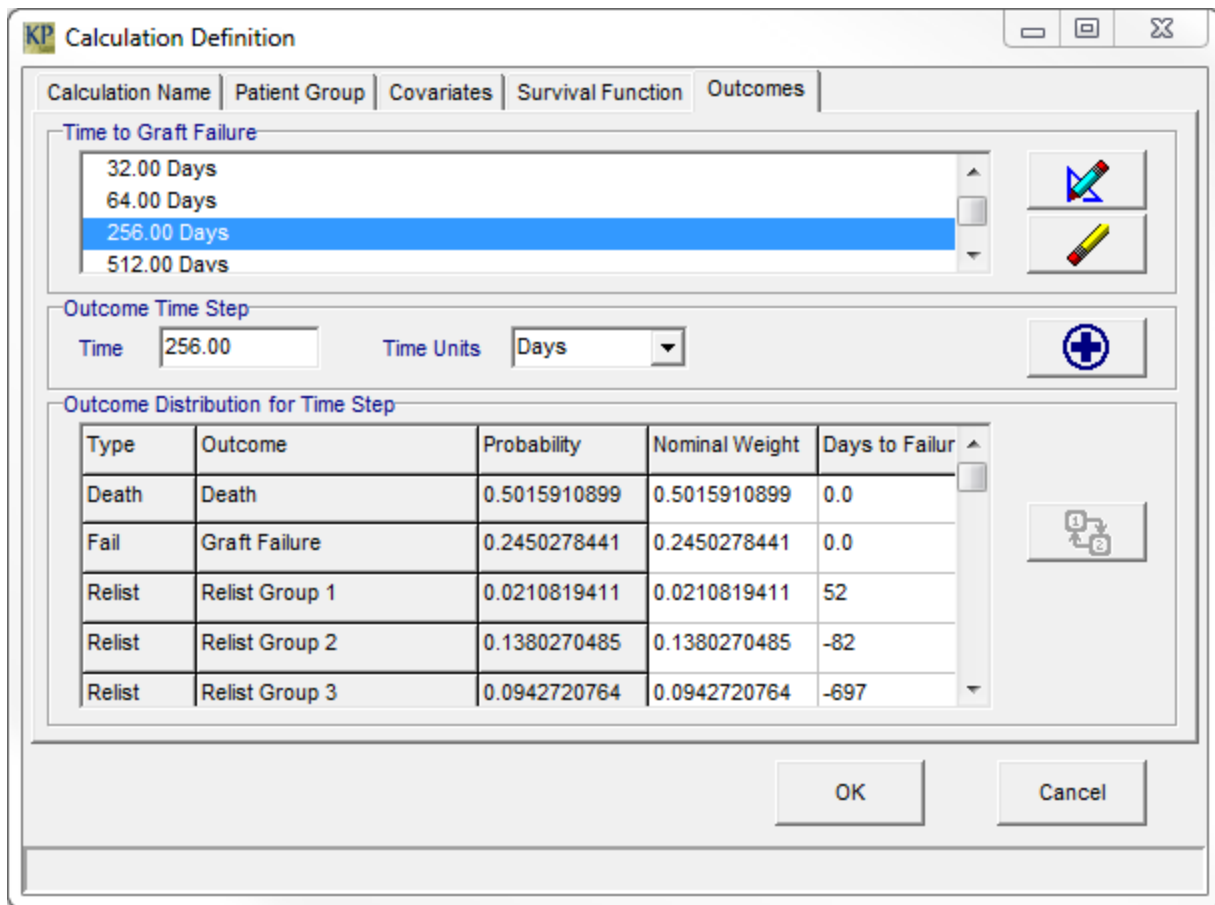 KP Calculation Definition
Calculation Name Patient Group Covariates Survival Function Outcomes
Time to Graft Failure
32.00 Days
64.00 Days
256.00 Days
512.00 Days
Outcome Time Step
Time 256.00 Time Units Days
Outcome Distribution for Time Step
Type Outcome Probability Nominal Weight Days to Failur
Death Death 0.5015910899 0.5015910899 0.0
Fail Graft Failure 0.2450278441 0.2450278441 0.0
Relist Relist Group 1 0.0210819411 0.0210819411 52
Relist Relist Group 2 0.1380270485 0.1380270485 -82
Relist Relist Group 3 0.0942720764 0.0942720764 -697
1 2
OK Cancel